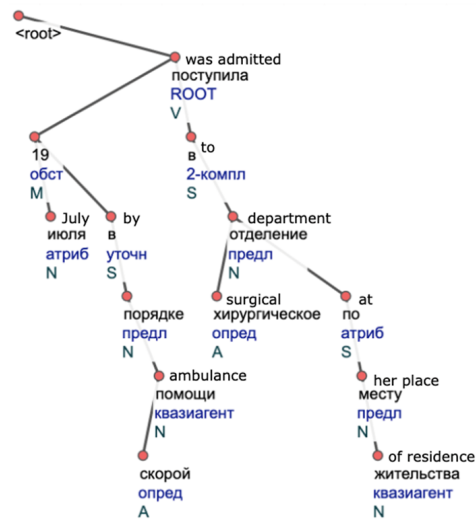 <root>
was admitted
поступила
ROOT
V
19
обст
M
to
в
2-компл
S
July
июля
атриб
N
by
в
уточн
S
department
отделение
предл
N
порядке
предл
N
surgical
хирургическое
опред
A
at
по
атриб
S
ambulance
помощи
квазиагент
N
her place
месту
предл
N
скорой
опред
A
of residence
жительства
квазиагент
N